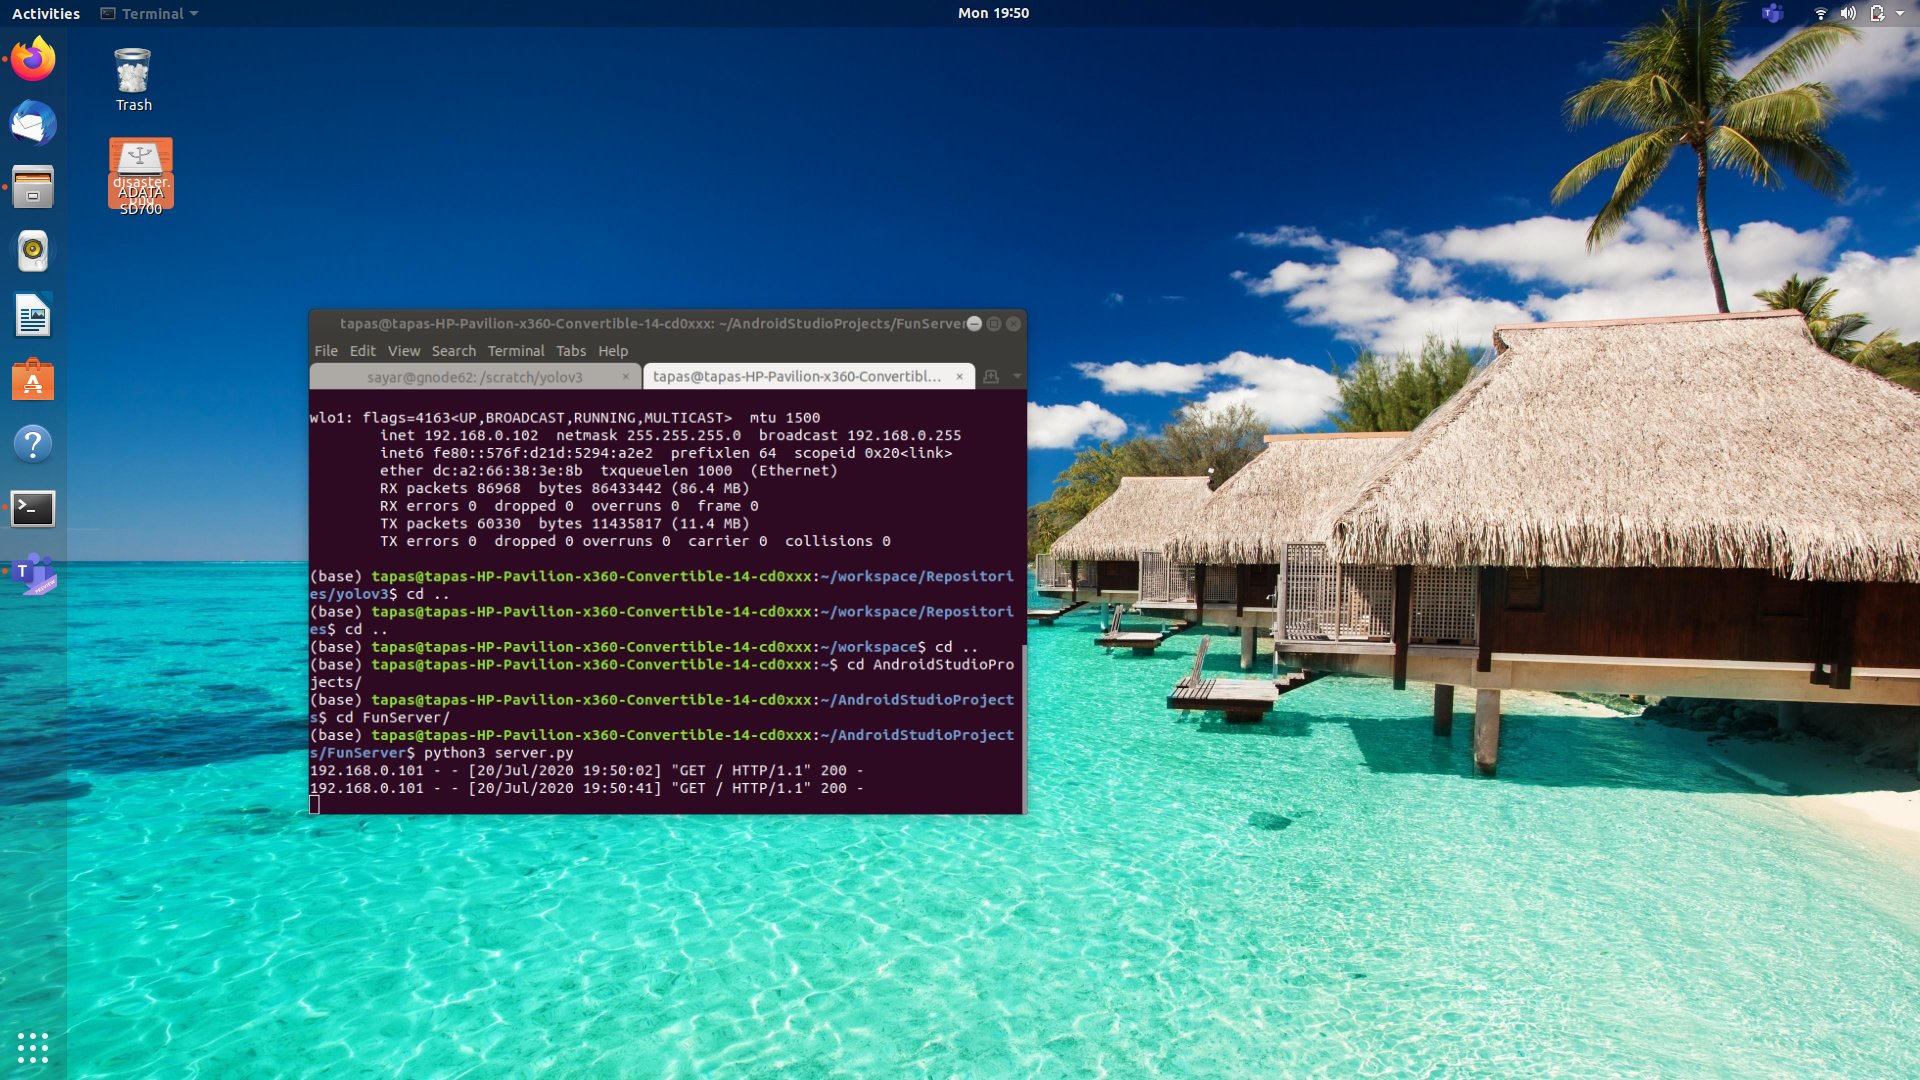 Activities Terminal Mon 19:50
Trash
disaster.
ADATA
SD700
tapas@tapas-HP-Pavilion-x360-Convertible-14-cd0xxx: ~/AndroidStudioProjects/FunServer
File Edit View Search Terminal Tabs Help
sayar@gnode62: /scratch/yolov3 tapas@tapas-HP-Pavilion-x360-Convertibl...
wlo1: flags=4163<UP,BROADCAST,RUNNING,MULTICAST>  mtu 1500
inet 192.168.0.102  netmask 255.255.255.0  broadcast 192.168.0.255
inet6 fe80::576f:d21d:5294:a2e2  prefixlen 64  scopeid 0x20<link>
ether dc:a2:66:38:3e:8b  txqueuelen 1000  (Ethernet)
RX packets 86968  bytes 86433442 (86.4 MB)
RX errors 0  dropped 0  overruns 0  frame 0
TX packets 60330  bytes 11435817 (11.4 MB)
TX errors 0  dropped 0 overruns 0  carrier 0  collisions 0
(base) tapas@tapas-HP-Pavilion-x360-Convertible-14-cd0xxx:~/workspace/Repositori
es/yolov3$ cd ..
(base) tapas@tapas-HP-Pavilion-x360-Convertible-14-cd0xxx:~/workspace/Repositori
es$ cd ..
(base) tapas@tapas-HP-Pavilion-x360-Convertible-14-cd0xxx:~/workspace$ cd ..
(base) tapas@tapas-HP-Pavilion-x360-Convertible-14-cd0xxx:~$ cd AndroidStudioPro
jects/
(base) tapas@tapas-HP-Pavilion-x360-Convertible-14-cd0xxx:~/AndroidStudioProject
s$ cd FunServer/
(base) tapas@tapas-HP-Pavilion-x360-Convertible-14-cd0xxx:~/AndroidStudioProject
s/FunServer$ python3 server.py
192.168.0.101 - - [20/Jul/2020 19:50:02] "GET / HTTP/1.1" 200 -
192.168.0.101 - - [20/Jul/2020 19:50:41] "GET / HTTP/1.1" 200 -